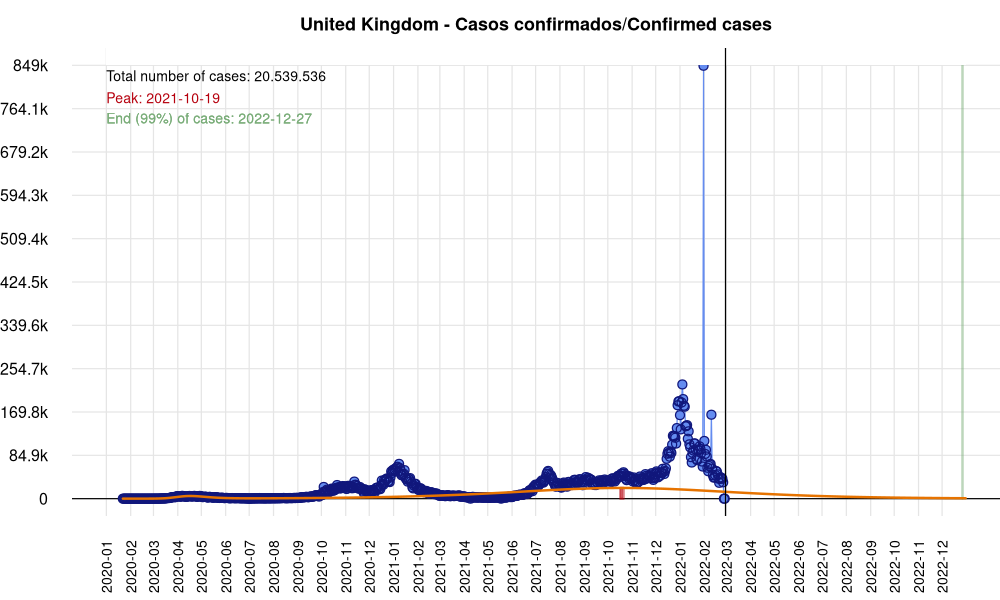 United Kingdom - Casos confirmados/Confirmed cases
Total number of cases: 20.539.536
Peak: 2021-10-19
End (99%) of cases: 2022-12-27
849k
764.1k
679.2k
594.3k
509.4k
424.5k
339.6k
254.7k
169.8k
84.9k
0
2020-01
2020-02
2020-03
2020-04
2020-05
2020-06
2020-07
2020-08
2020-09
2020-10
2020-11
2020-12
2021-01
2021-02
2021-03
2021-04
2021-05
2021-06
2021-07
2021-08
2021-09
2021-10
2021-11
2021-12
2022-01
2022-02
2022-03
2022-04
2022-05
2022-06
2022-07
2022-08
2022-09
2022-10
2022-11
2022-12